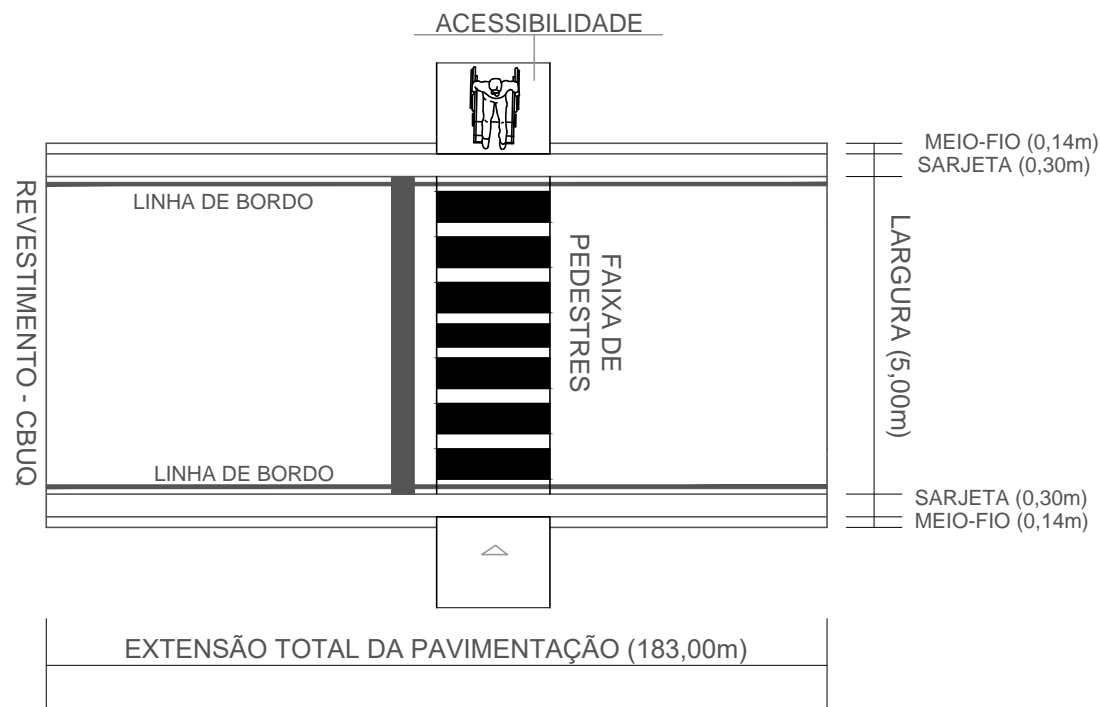 ACESSIBILIDADE
MEIO-FIO (0,14m)
SARJETA (0,30m)
REVESTIMENTO - CBUQ
LINHA DE BORDO
FAIXA DE
PEDESTRES
LARGURA (5,00m)
LINHA DE BORDO
SARJETA (0,30m)
MEIO-FIO (0,14m)
EXTENSÃO TOTAL DA PAVIMENTAÇÃO (183,00m)